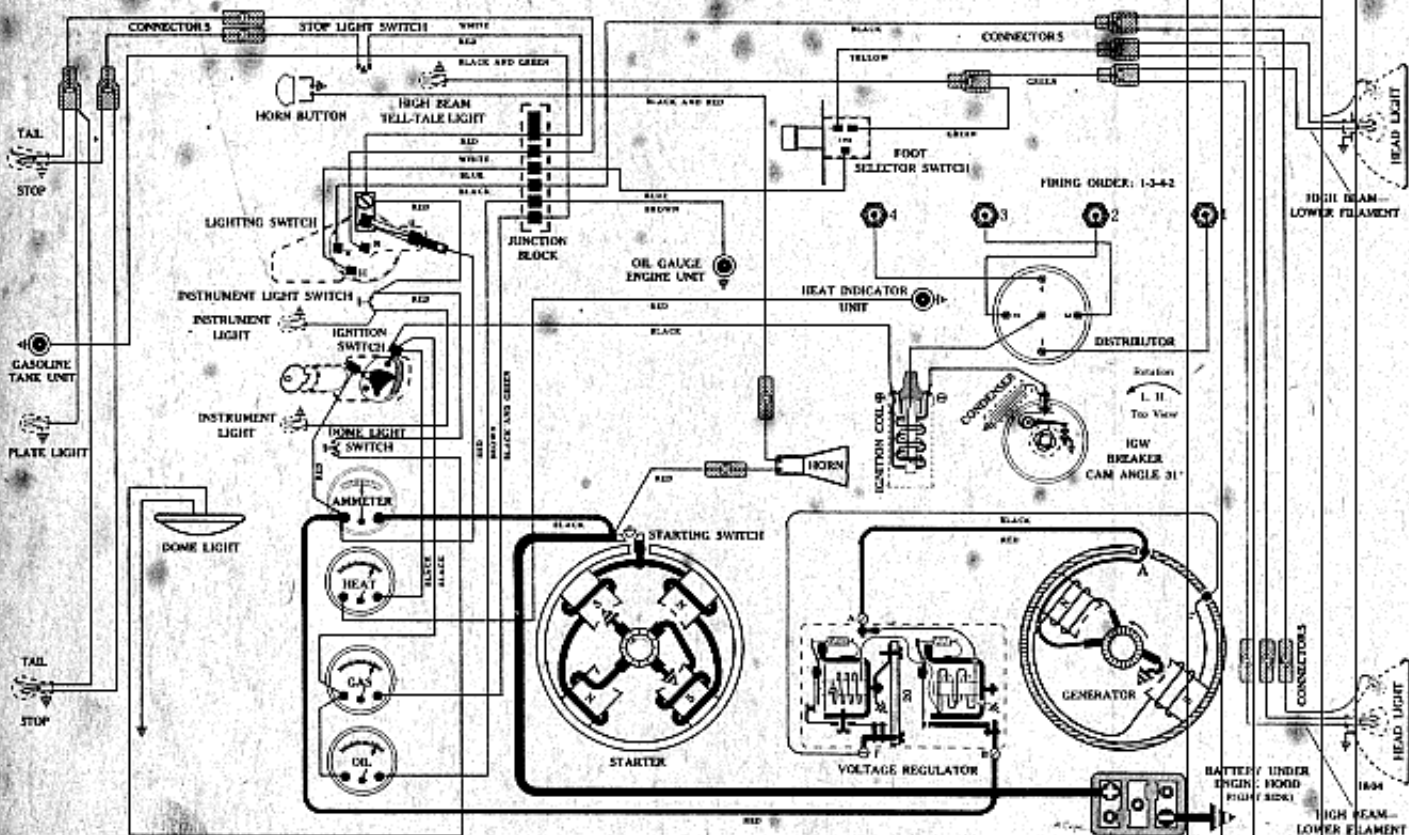 CONNECTORS
STOP LIGHT SWITCH
WHITE
RED
BLACK AND GREEN
BLACK
CONNECTORS
YELLOW
GREEN
HORN BUTTON
HIGH BEAM
TELL-TALE LIGHT
BLACK AND RED
GREEN
FOOT
SELECTOR SWITCH
HEAD LIGHT
TAIL
STOP
RED
WHITE
BLUE
BLACK
BLUE
BROWN
FIRING ORDER: 1-3-4-2
HIGH BEAM—
LOWER FILAMENT
LIGHTING SWITCH
RED
H
JUNCTION
BLOCK
4
3
2
1
OIL GAUGE
ENGINE UNIT
HEAT INDICATOR
UNIT
INSTRUMENT LIGHT SWITCH
RED
RED
BLACK
INSTRUMENT
LIGHT
IGNITION
SWITCH
DISTRIBUTOR
GASOLINE
TANK UNIT
Rotation
L. H.
Top View
CONDENSER
IGNITION COIL
PLATE LIGHT
INSTRUMENT
LIGHT
DOME LIGHT
SWITCH
RED
BROWN
BLACK AND GREEN
IGW
BREAKER
CAM ANGLE 31°
HORN
RED
RED
AMMETER
DOME LIGHT
BLACK
STARTING SWITCH
BLACK
RED
A
HEAT
BLACK
BLACK
A
GENERATOR
CONNECTORS
TAIL
STOP
GAS
OIL
STARTER
VOLTAGE REGULATOR
F
B
HEAD LIGHT
BATTERY UNDER
ENGINE HOOD
RIGHT SIDE)
RED
HIGH BEAM—
LOWER FILAMENT